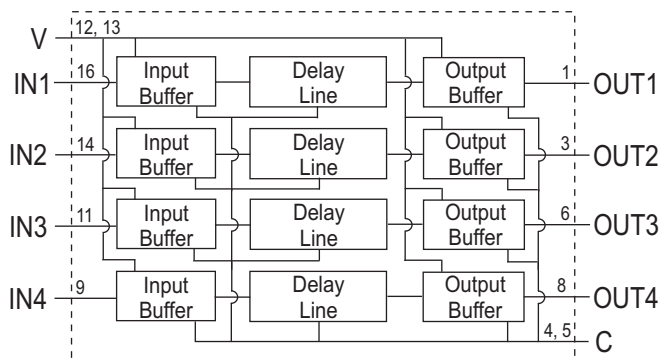 V 12, 13
IN1 16 Input Buffer Delay Line Output Buffer 1 OUT1
IN2 14 Input Buffer Delay Line Output Buffer 3 OUT2
IN3 11 Input Buffer Delay Line Output Buffer 6 OUT3
IN4 9 Input Buffer Delay Line Output Buffer 8 OUT4
4, 5 C